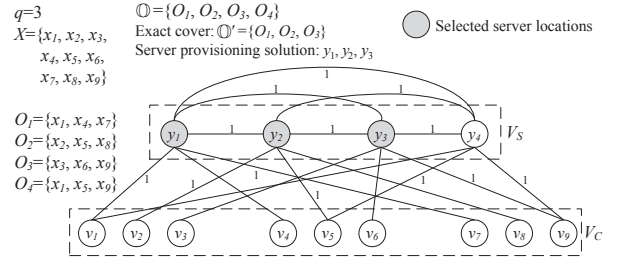 q=3
X={x1, x2, x3,
x4, x5, x6,
x7, x8, x9}
𝕆={O1, O2, O3, O4}
Exact cover: 𝕆'={O1, O2, O3}
Server provisioning solution: y1, y2, y3
Selected server locations
O1={x1, x4, x7}
O2={x2, x5, x8}
O3={x3, x6, x9}
O4={x1, x5, x9}
1
1 1
y1 1 y2 1 y3 1 y4 VS
1 1 1 1 1
v1 v2 v3 v4 v5 v6 v7 v8 v9 VC